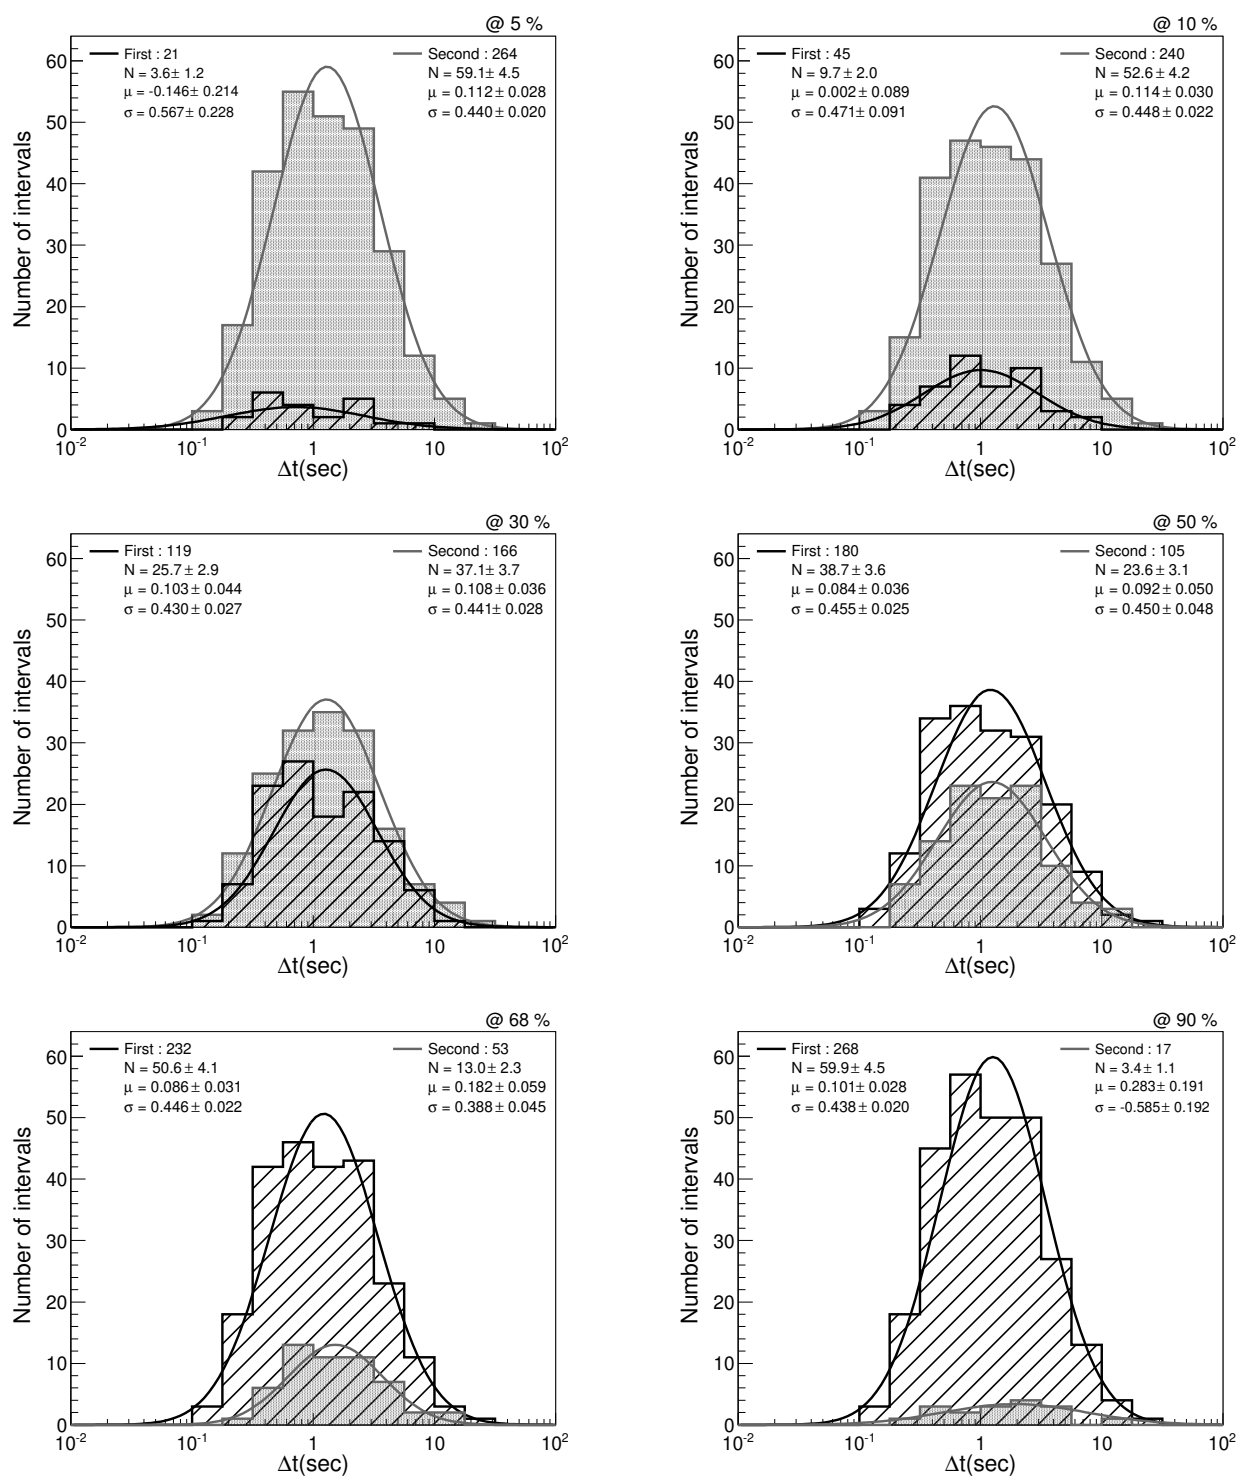 @ 5 %
First : 21
N = 3.6± 1.2
μ = -0.146± 0.214
σ = 0.567± 0.228
Second : 264
N = 59.1± 4.5
μ = 0.112± 0.028
σ = 0.440± 0.020
Number of intervals
60
50
40
30
20
10
0
10⁻² 10⁻¹ 1 10 10²
Δt(sec)
@ 10 %
First : 45
N = 9.7± 2.0
μ = 0.002± 0.089
σ = 0.471± 0.091
Second : 240
N = 52.6± 4.2
μ = 0.114± 0.030
σ = 0.448± 0.022
Number of intervals
60
50
40
30
20
10
0
10⁻² 10⁻¹ 1 10 10²
Δt(sec)
@ 30 %
First : 119
N = 25.7± 2.9
μ = 0.103± 0.044
σ = 0.430± 0.027
Second : 166
N = 37.1± 3.7
μ = 0.108± 0.036
σ = 0.441± 0.028
Number of intervals
60
50
40
30
20
10
0
10⁻² 10⁻¹ 1 10 10²
Δt(sec)
@ 50 %
First : 180
N = 38.7± 3.6
μ = 0.084± 0.036
σ = 0.455± 0.025
Second : 105
N = 23.6± 3.1
μ = 0.092± 0.050
σ = 0.450± 0.048
Number of intervals
60
50
40
30
20
10
0
10⁻² 10⁻¹ 1 10 10²
Δt(sec)
@ 68 %
First : 232
N = 50.6± 4.1
μ = 0.086± 0.031
σ = 0.446± 0.022
Second : 53
N = 13.0± 2.3
μ = 0.182± 0.059
σ = 0.388± 0.045
Number of intervals
60
50
40
30
20
10
0
10⁻² 10⁻¹ 1 10 10²
Δt(sec)
@ 90 %
First : 268
N = 59.9± 4.5
μ = 0.101± 0.028
σ = 0.438± 0.020
Second : 17
N = 3.4± 1.1
μ = 0.283± 0.191
σ = -0.585± 0.192
Number of intervals
60
50
40
30
20
10
0
10⁻² 10⁻¹ 1 10 10²
Δt(sec)